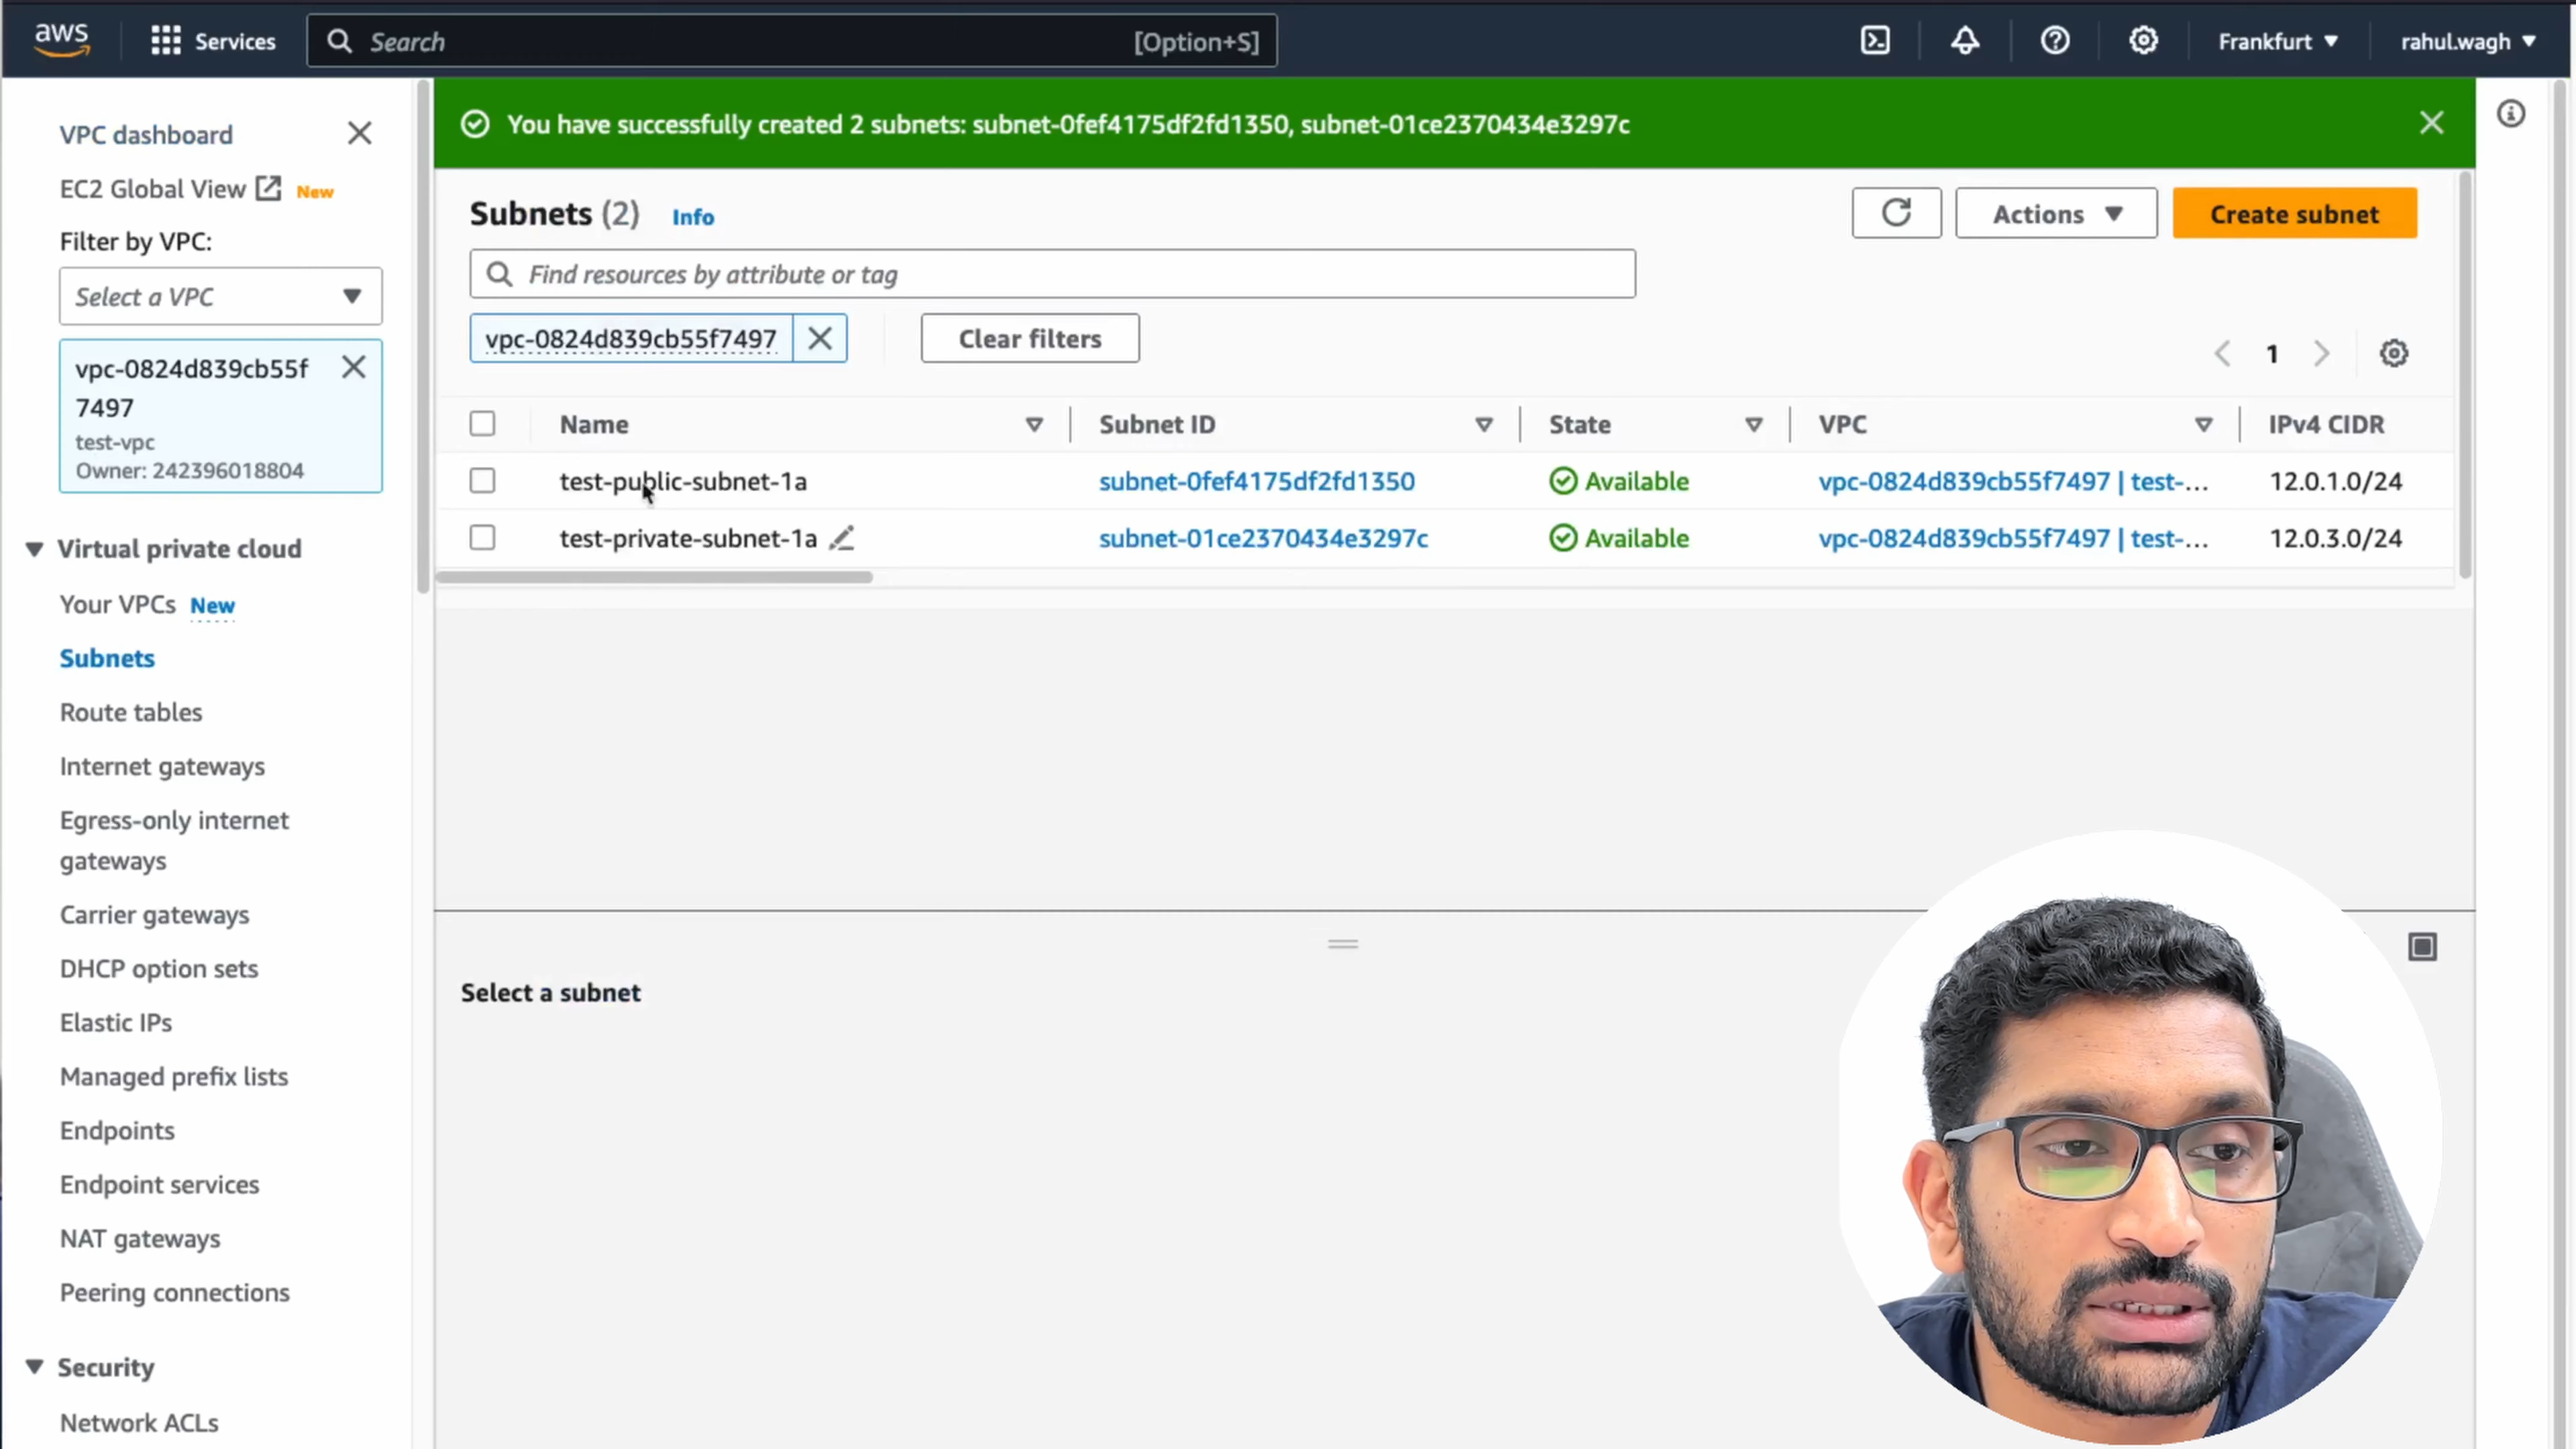 aws
Services
Search
[Option+S]
Frankfurt
rahul.wagh
VPC dashboard
EC2 Global View
New
Filter by VPC:
Select a VPC
vpc-0824d839cb55f
7497
test-vpc
Owner: 242396018804
Virtual private cloud
Your VPCs
New
Subnets
Route tables
Internet gateways
Egress-only internet
gateways
Carrier gateways
DHCP option sets
Elastic IPs
Managed prefix lists
Endpoints
Endpoint services
NAT gateways
Peering connections
Security
Network ACLs
You have successfully created 2 subnets: subnet-0fef4175df2fd1350, subnet-01ce2370434e3297c
Subnets (2)
Info
Actions
Create subnet
Find resources by attribute or tag
vpc-0824d839cb55f7497
Clear filters
1
Name Subnet ID State VPC IPv4 CIDR
test-public-subnet-1a subnet-0fef4175df2fd1350 Available vpc-0824d839cb55f7497 | test-... 12.0.1.0/24
test-private-subnet-1a subnet-01ce2370434e3297c Available vpc-0824d839cb55f7497 | test-... 12.0.3.0/24
Select a subnet